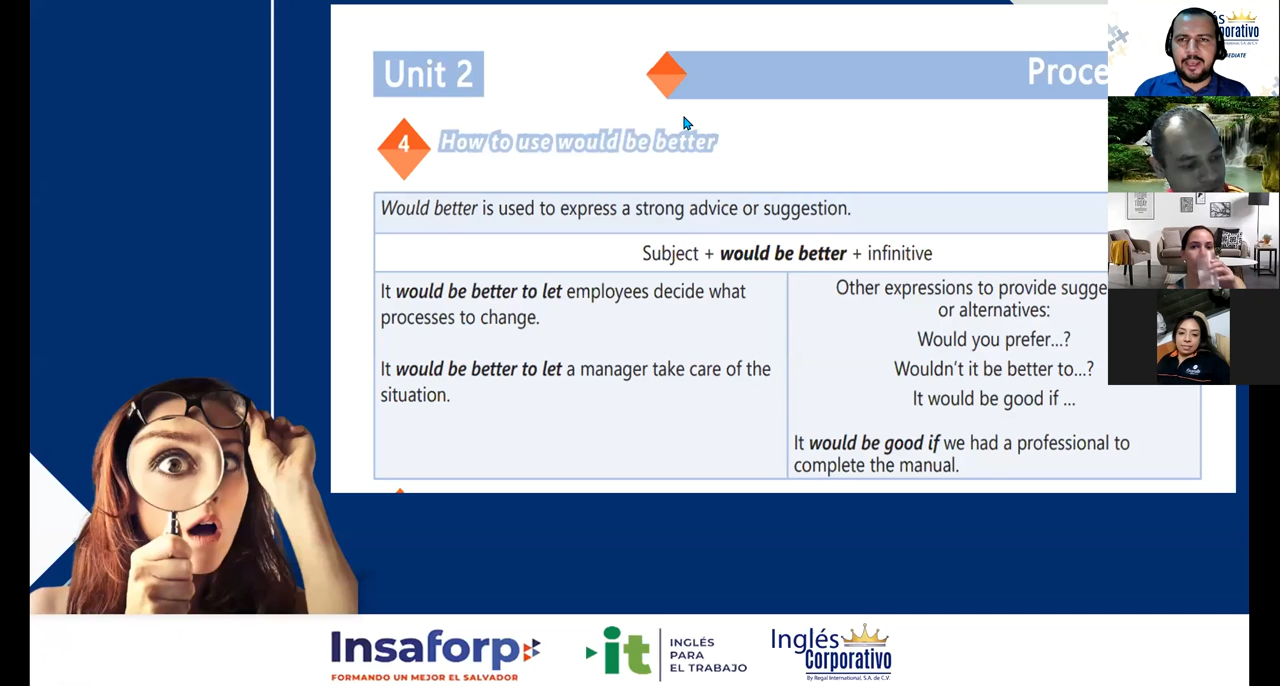 Unit 2
Proce
4
How to use would be better
Would better is used to express a strong advice or suggestion.
Subject + would be better + infinitive
It would be better to let employees decide what
processes to change.
It would be better to let a manager take care of the
situation.
Other expressions to provide sugge
or alternatives:
Would you prefer...?
Wouldn't it be better to...?
It would be good if ...
It would be good if we had a professional to
complete the manual.
Insaforp
FORMANDO UN MEJOR EL SALVADOR
it
INGLÉS
PARA
EL TRABAJO
Inglés
Corporativo
By Regal International, S.A. de C.V.